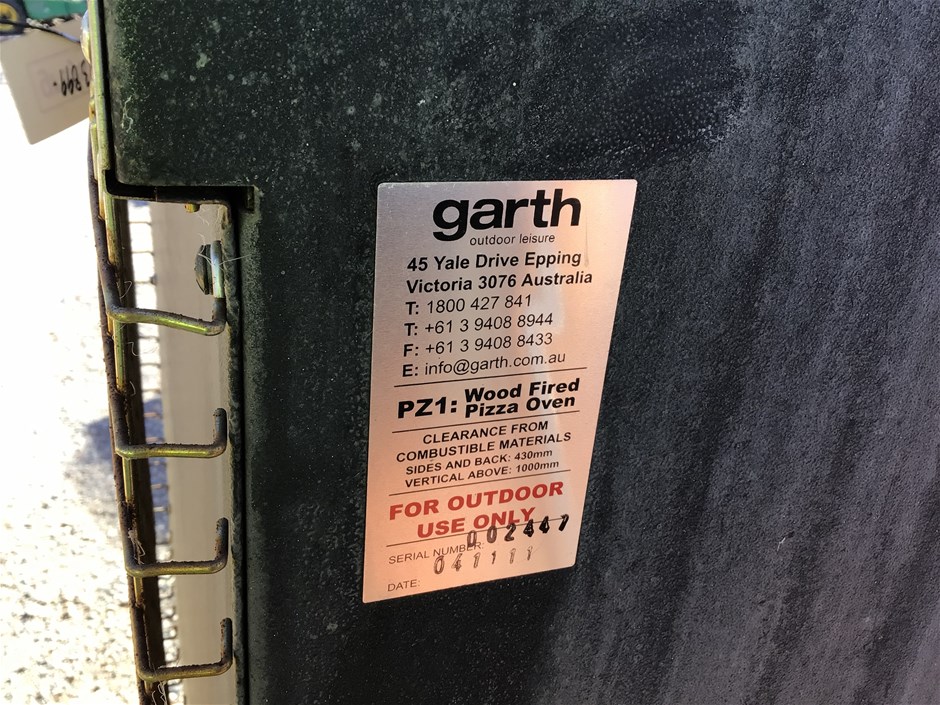 garth
outdoor leisure
45 Yale Drive Epping
Victoria 3076 Australia
T: 1800 427 841
T: +61 3 9408 8944
F: +61 3 9408 8433
E: info@garth.com.au
PZ1: Wood Fired
Pizza Oven
CLEARANCE FROM
COMBUSTIBLE MATERIALS
SIDES AND BACK: 430mm
VERTICAL ABOVE: 1000mm
FOR OUTDOOR
USE ONLY
SERIAL NUMBER: 002447
DATE: